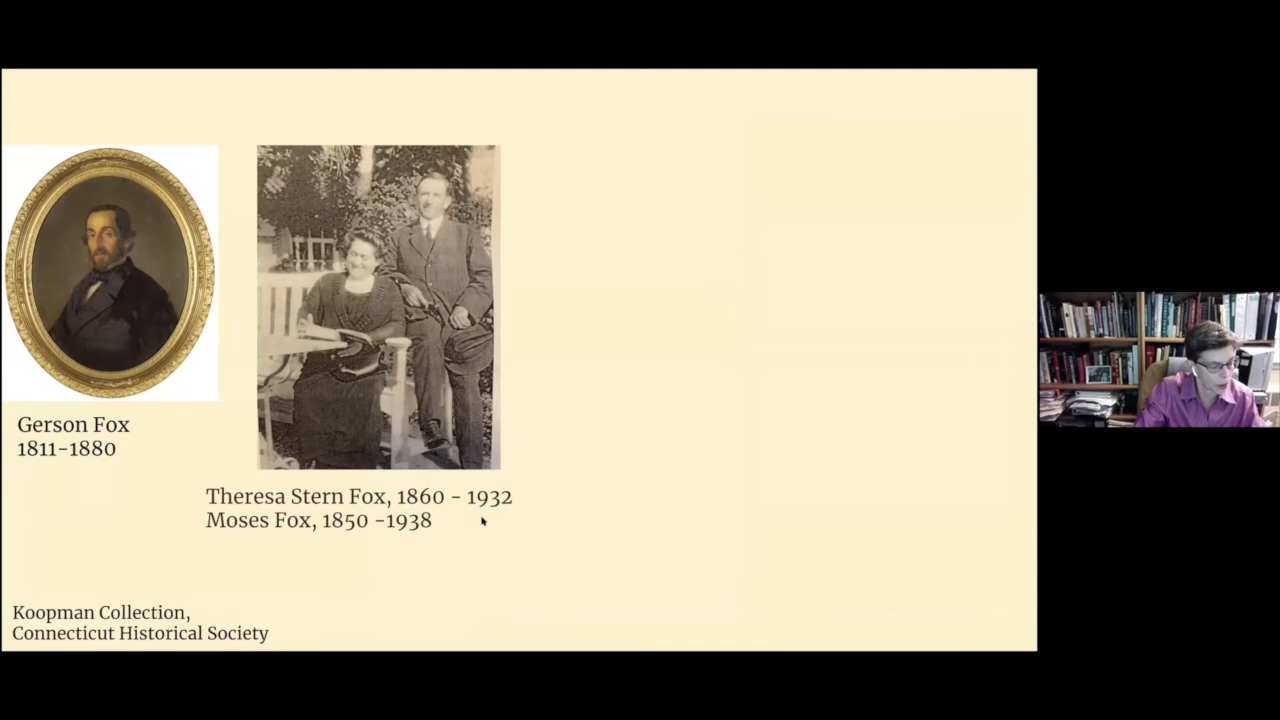 Gerson Fox
1811-1880
Theresa Stern Fox, 1860 - 1932
Moses Fox, 1850 -1938
Koopman Collection,
Connecticut Historical Society